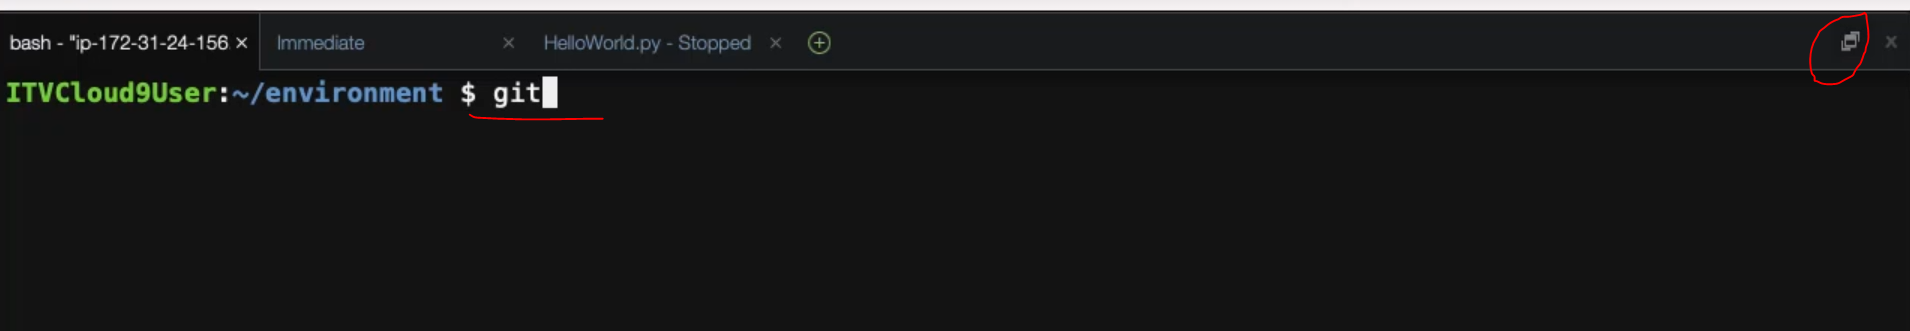 bash - "ip-172-31-24-156 × Immediate × HelloWorld.py - Stopped ×
ITVCloud9User:~/environment $ git